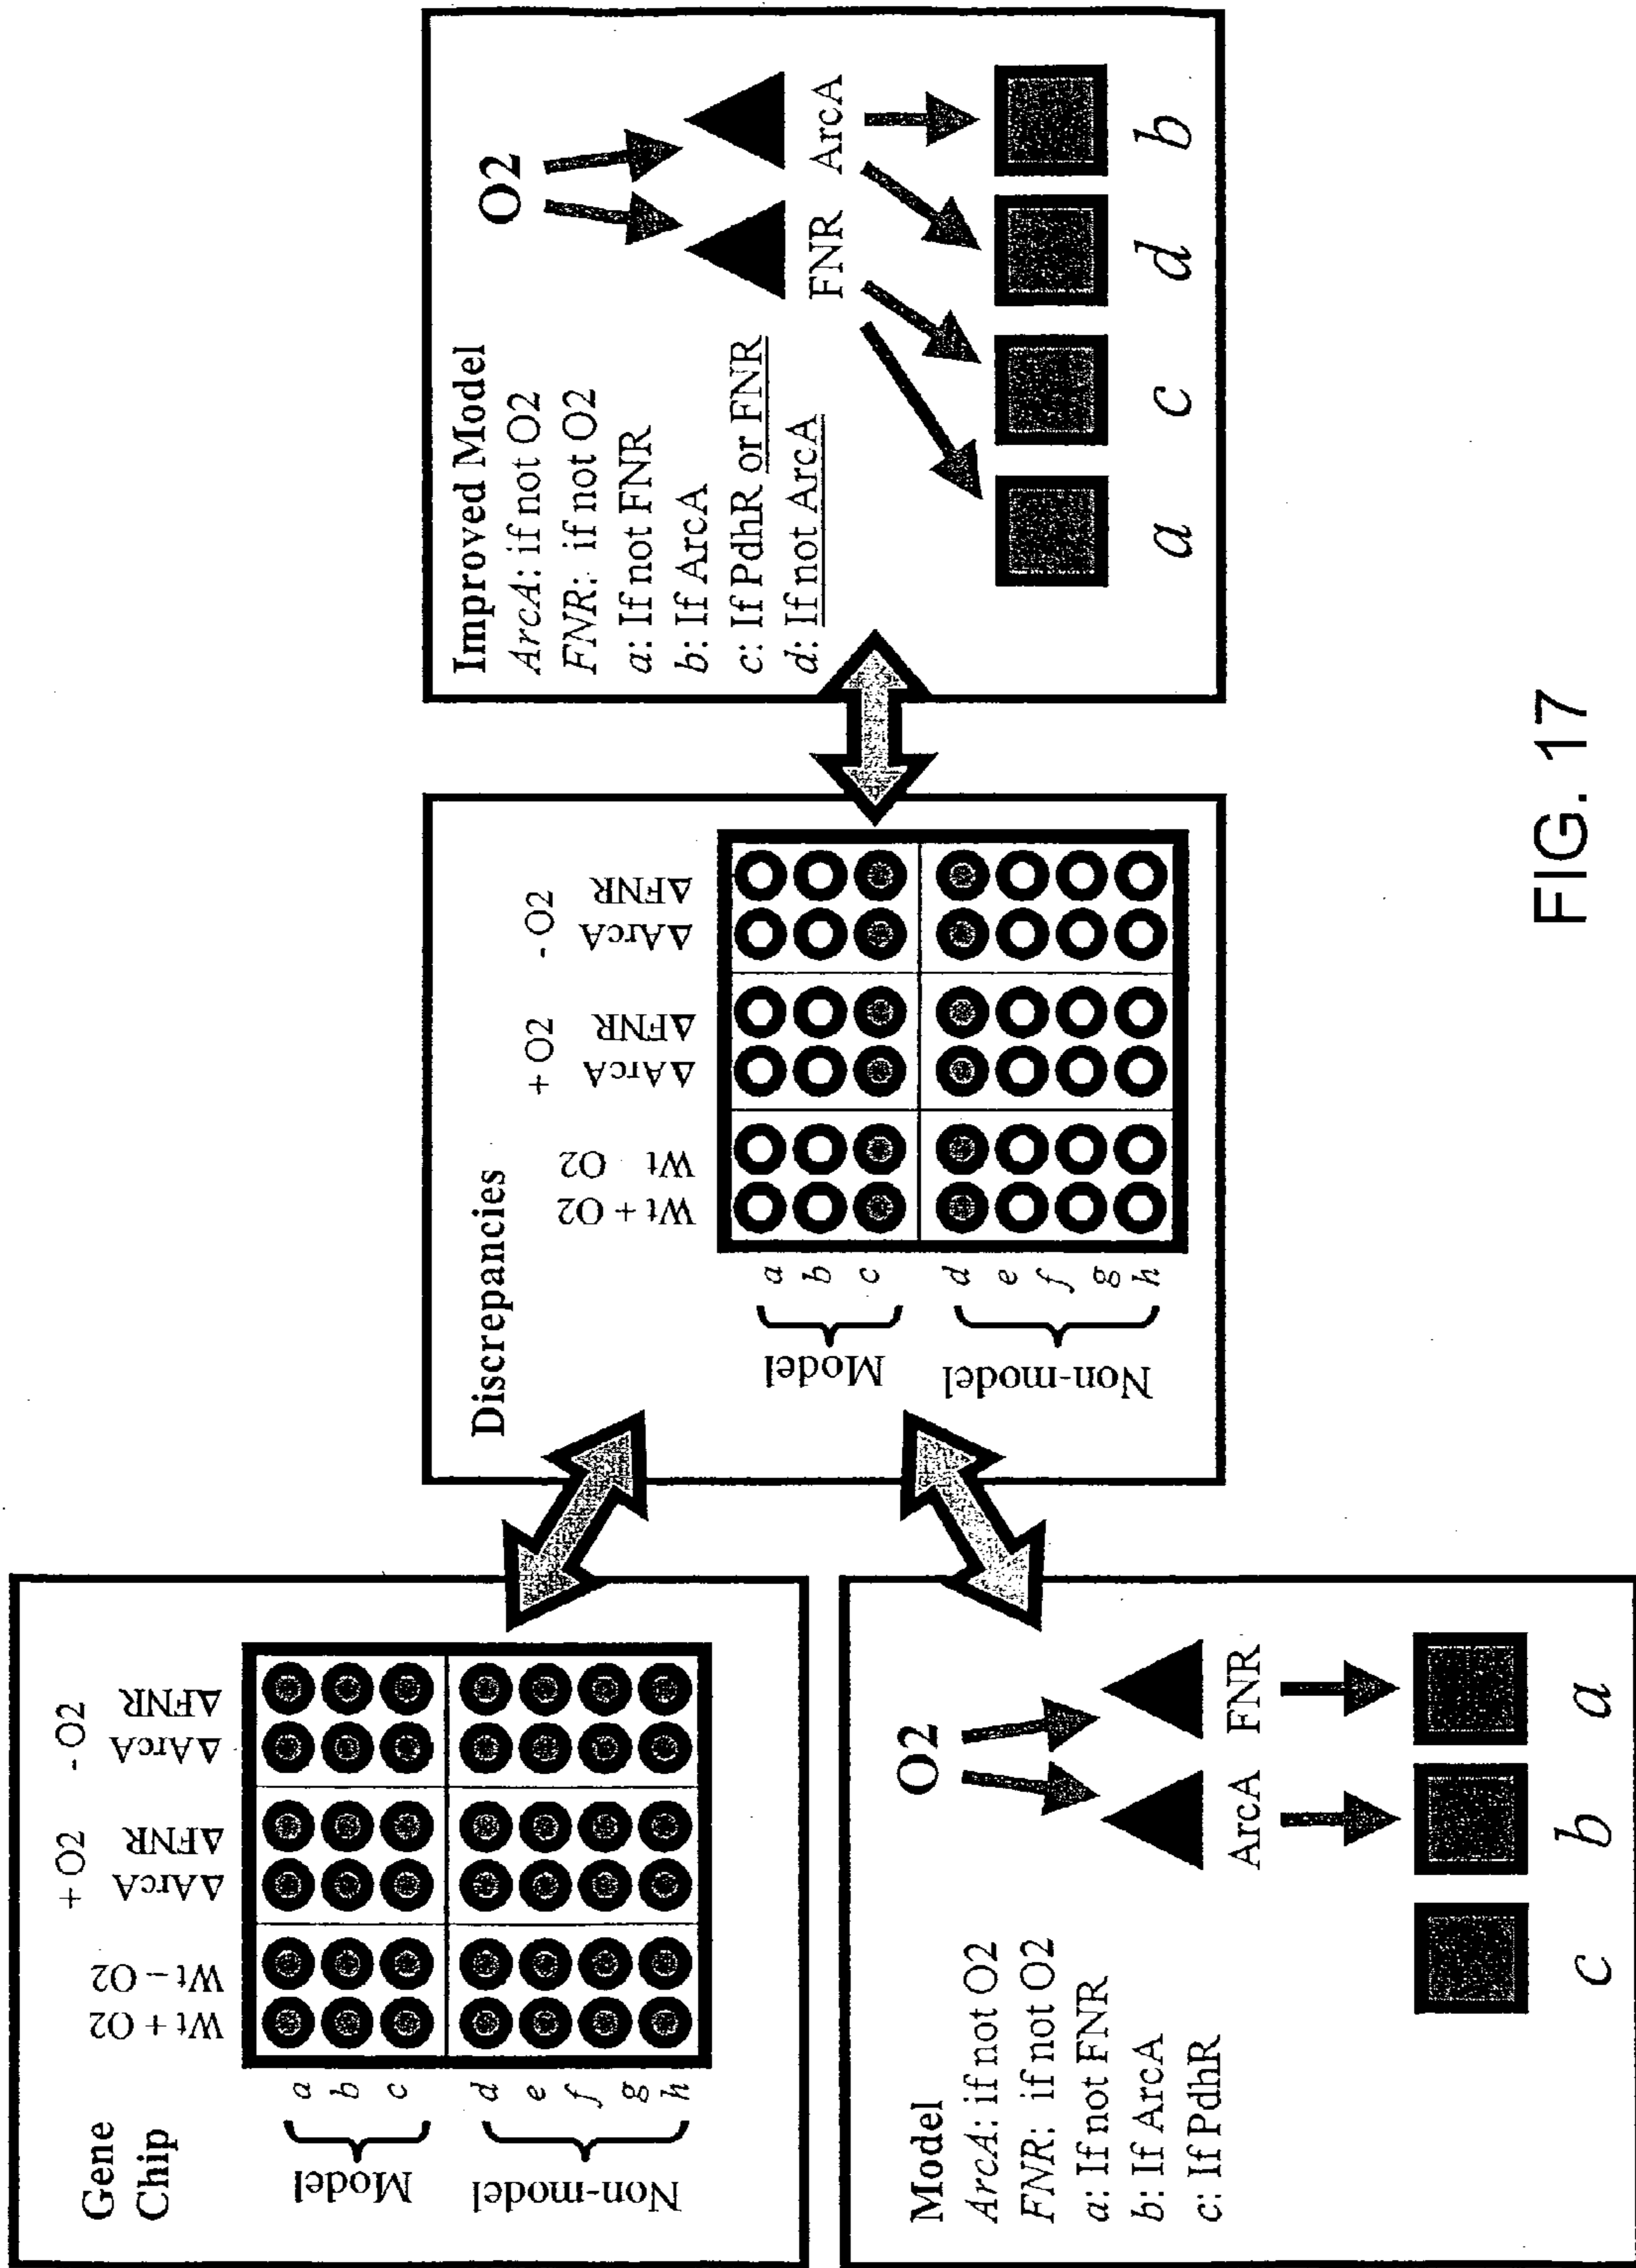 Gene
Chip
+ O2
- O2
Wt + O2
Wt – O2
ΔArcA
ΔFNR
ΔArcA
ΔFNR
Model
a
b
c
Non-model
d
e
f
g
h
Model
ArcA: if not O2
FNR: if not O2
a: If not FNR
b: If ArcA
c: If PdhR
O2
ArcA
FNR
c
b
a
Discrepancies
+ O2
- O2
Wt + O2
Wt O2
ΔArcA
ΔFNR
ΔArcA
ΔFNR
Model
a
b
c
Non-model
d
e
f
g
h
Improved Model
ArcA: if not O2
FNR: if not O2
a: If not FNR
b: If ArcA
c: If PdhR or FNR
d: If not ArcA
O2
FNR
ArcA
a
c
d
b
FIG. 17